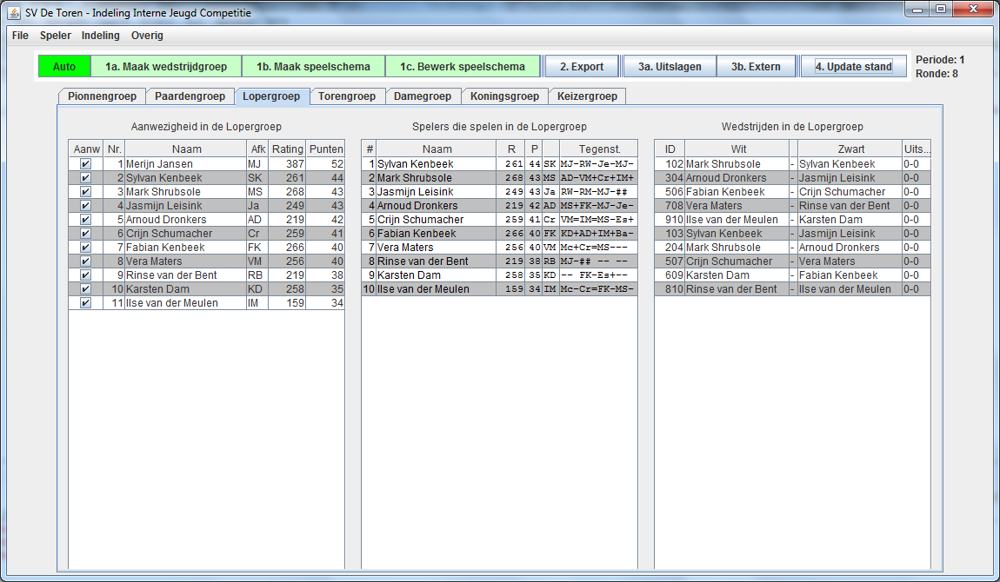 SV De Toren - Indeling Interne Jeugd Competitie
File Speler Indeling Overig
Auto 1a. Maak wedstrijdgroep 1b. Maak speelschema 1c. Bewerk speelschema 2. Export 3a. Uitslagen 3b. Extern 4. Update stand Periode: 1
Ronde: 8
Pionnengroep Paardengroep Lopergroep Torengroep Damegroep Koningsgroep Keizergroep
Aanwezigheid in de Lopergroep
Aanw Nr. Naam Afk Rating Punten
1 Merijn Jansen MJ 387 52
2 Sylvan Kenbeek SK 261 44
3 Mark Shrubsole MS 268 43
4 Jasmijn Leisink Ja 249 43
5 Arnoud Dronkers AD 219 42
6 Crijn Schumacher Cr 259 41
7 Fabian Kenbeek FK 266 40
8 Vera Maters VM 256 40
9 Rinse van der Bent RB 219 38
10 Karsten Dam KD 258 35
11 Ilse van der Meulen IM 159 34
Spelers die spelen in de Lopergroep
# Naam R P Tegenst.
1 Sylvan Kenbeek 261 44 SK MJ-RW-Je-MJ-
2 Mark Shrubsole 268 43 MS AD-VM+Cr+IM+
3 Jasmijn Leisink 249 43 Ja RW-RM-MJ-##
4 Arnoud Dronkers 219 42 AD MS+FK-MJ-Je-
5 Crijn Schumacher 259 41 Cr VM=IM=MS-Es+
6 Fabian Kenbeek 266 40 FK KD+AD+IM+Ba-
7 Vera Maters 256 40 VM Mc+Cr=MS---
8 Rinse van der Bent 219 38 RB MJ-## -- --
9 Karsten Dam 258 35 KD -- FK-Es+--
10 Ilse van der Meulen 159 34 IM Mc-Cr=FK-MS-
Wedstrijden in de Lopergroep
ID Wit Zwart Uits...
102 Mark Shrubsole - Sylvan Kenbeek 0-0
304 Arnoud Dronkers - Jasmijn Leisink 0-0
506 Fabian Kenbeek - Crijn Schumacher 0-0
708 Vera Maters - Rinse van der Bent 0-0
910 Ilse van der Meulen - Karsten Dam 0-0
103 Sylvan Kenbeek - Jasmijn Leisink 0-0
204 Mark Shrubsole - Arnoud Dronkers 0-0
507 Crijn Schumacher - Vera Maters 0-0
609 Karsten Dam - Fabian Kenbeek 0-0
810 Rinse van der Bent - Ilse van der Meulen 0-0